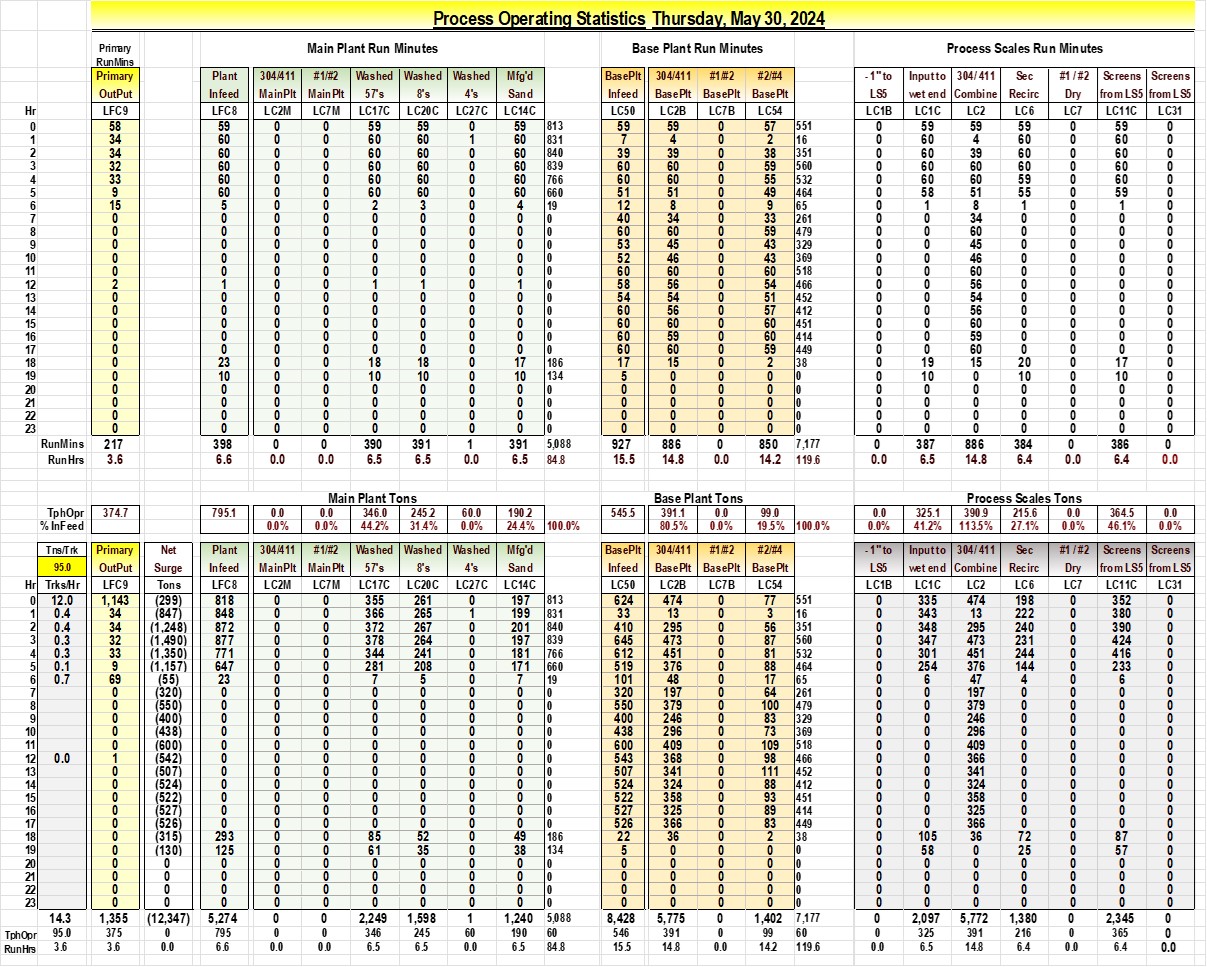 Process Operating Statistics Thursday, May 30, 2024
Primary Main Plant Run Minutes Base Plant Run Minutes Process Scales Run Minutes
RunMins
Primary Plant 304/411 #1/#2 Washed Washed Washed Mfg'd BasePlt 304/411 #1/#2 #2/#4 - 1" to Input to 304/ 411 Sec #1 / #2 Screens Screens
OutPut Infeed MainPlt MainPlt 57's 8's 4's Sand Infeed BasePlt BasePlt BasePlt LS5 wet end Combine Recirc Dry from LS5 from LS5
Hr LFC9 LFC8 LC2M LC7M LC17C LC20C LC27C LC14C LC50 LC2B LC7B LC54 LC1B LC1C LC2 LC6 LC7 LC11C LC31
0 58 59 0 0 59 59 0 59 813 59 59 0 57 551 0 59 59 59 0 59 0
1 34 60 0 0 60 60 1 60 831 7 4 0 2 16 0 60 4 60 0 60 0
2 34 60 0 0 60 60 0 60 840 39 39 0 38 351 0 60 39 60 0 60 0
3 32 60 0 0 60 60 0 60 839 60 60 0 59 560 0 60 60 60 0 60 0
4 33 60 0 0 60 60 0 60 766 60 60 0 55 532 0 60 60 59 0 60 0
5 9 60 0 0 60 60 0 60 660 51 51 0 49 464 0 58 51 55 0 59 0
6 15 5 0 0 2 3 0 4 19 12 8 0 9 65 0 1 8 1 0 1 0
7 0 0 0 0 0 0 0 0 0 40 34 0 33 261 0 0 34 0 0 0 0
8 0 0 0 0 0 0 0 0 0 60 60 0 59 479 0 0 60 0 0 0 0
9 0 0 0 0 0 0 0 0 0 53 45 0 43 329 0 0 45 0 0 0 0
10 0 0 0 0 0 0 0 0 0 52 46 0 43 369 0 0 46 0 0 0 0
11 0 0 0 0 0 0 0 0 0 60 60 0 60 518 0 0 60 0 0 0 0
12 2 1 0 0 1 1 0 1 0 58 56 0 54 466 0 0 56 0 0 0 0
13 0 0 0 0 0 0 0 0 0 54 54 0 51 452 0 0 54 0 0 0 0
14 0 0 0 0 0 0 0 0 0 60 56 0 57 412 0 0 56 0 0 0 0
15 0 0 0 0 0 0 0 0 0 60 60 0 60 451 0 0 60 0 0 0 0
16 0 0 0 0 0 0 0 0 0 60 59 0 60 414 0 0 59 0 0 0 0
17 0 0 0 0 0 0 0 0 0 60 60 0 59 449 0 0 60 0 0 0 0
18 0 23 0 0 18 18 0 17 186 17 15 0 2 38 0 19 15 20 0 17 0
19 0 10 0 0 10 10 0 10 134 5 0 0 0 0 0 10 0 10 0 10 0
20 0 0 0 0 0 0 0 0 0 0 0 0 0 0 0 0 0 0 0 0 0
21 0 0 0 0 0 0 0 0 0 0 0 0 0 0 0 0 0 0 0 0 0
22 0 0 0 0 0 0 0 0 0 0 0 0 0 0 0 0 0 0 0 0 0
23 0 0 0 0 0 0 0 0 0 0 0 0 0 0 0 0 0 0 0 0 0
RunMins 217 398 0 0 390 391 1 391 5,088 927 886 0 850 7,177 0 387 886 384 0 386 0
RunHrs 3.6 6.6 0.0 0.0 6.5 6.5 0.0 6.5 84.8 15.5 14.8 0.0 14.2 119.6 0.0 6.5 14.8 6.4 0.0 6.4 0.0
Main Plant Tons Base Plant Tons Process Scales Tons
TphOpr 374.7 795.1 0.0 0.0 346.0 245.2 60.0 190.2 545.5 391.1 0.0 99.0 0.0 325.1 390.9 215.6 0.0 364.5 0.0
% InFeed 0.0% 0.0% 44.2% 31.4% 0.0% 24.4% 100.0% 80.5% 0.0% 19.5% 100.0% 0.0% 41.2% 113.5% 27.1% 0.0% 46.1% 0.0%
Tns/Trk Primary Net Plant 304/411 #1/#2 Washed Washed Washed Mfg'd BasePlt 304/411 #1/#2 #2/#4 - 1" to Input to 304/ 411 Sec #1 / #2 Screens Screens
95.0 OutPut Surge Infeed MainPlt MainPlt 57's 8's 4's Sand Infeed BasePlt BasePlt BasePlt LS5 wet end Combine Recirc Dry from LS5 from LS5
Hr Trks/Hr LFC9 Tons LFC8 LC2M LC7M LC17C LC20C LC27C LC14C LC50 LC2B LC7B LC54 LC1B LC1C LC2 LC6 LC7 LC11C LC31
0 12.0 1,143 (299) 818 0 0 355 261 0 197 813 624 474 0 77 551 0 335 474 198 0 352 0
1 0.4 34 (847) 848 0 0 366 265 1 199 831 33 13 0 3 16 0 343 13 222 0 380 0
2 0.4 34 (1,248) 872 0 0 372 267 0 201 840 410 295 0 56 351 0 348 295 240 0 390 0
3 0.3 32 (1,490) 877 0 0 378 264 0 197 839 645 473 0 87 560 0 347 473 231 0 424 0
4 0.3 33 (1,350) 771 0 0 344 241 0 181 766 612 451 0 81 532 0 301 451 244 0 416 0
5 0.1 9 (1,157) 647 0 0 281 208 0 171 660 519 376 0 88 464 0 254 376 144 0 233 0
6 0.7 69 (55) 23 0 0 7 5 0 7 19 101 48 0 17 65 0 6 47 4 0 6 0
7 0 (320) 0 0 0 0 0 0 0 0 320 197 0 64 261 0 0 197 0 0 0 0
8 0 (550) 0 0 0 0 0 0 0 0 550 379 0 100 479 0 0 379 0 0 0 0
9 0 (400) 0 0 0 0 0 0 0 0 400 246 0 83 329 0 0 246 0 0 0 0
10 0 (438) 0 0 0 0 0 0 0 0 438 296 0 73 369 0 0 296 0 0 0 0
11 0 (600) 0 0 0 0 0 0 0 0 600 409 0 109 518 0 0 409 0 0 0 0
12 0.0 1 (542) 0 0 0 0 0 0 0 0 543 368 0 98 466 0 0 366 0 0 0 0
13 0 (507) 0 0 0 0 0 0 0 0 507 341 0 111 452 0 0 341 0 0 0 0
14 0 (524) 0 0 0 0 0 0 0 0 524 324 0 88 412 0 0 324 0 0 0 0
15 0 (522) 0 0 0 0 0 0 0 0 522 358 0 93 451 0 0 358 0 0 0 0
16 0 (527) 0 0 0 0 0 0 0 0 527 325 0 89 414 0 0 325 0 0 0 0
17 0 (526) 0 0 0 0 0 0 0 0 526 366 0 83 449 0 0 366 0 0 0 0
18 0 (315) 293 0 0 85 52 0 49 186 22 36 0 2 38 0 105 36 72 0 87 0
19 0 (130) 125 0 0 61 35 0 38 134 5 0 0 0 0 0 58 0 25 0 57 0
20 0 0 0 0 0 0 0 0 0 0 0 0 0 0 0 0 0 0 0 0 0 0
21 0 0 0 0 0 0 0 0 0 0 0 0 0 0 0 0 0 0 0 0 0 0
22 0 0 0 0 0 0 0 0 0 0 0 0 0 0 0 0 0 0 0 0 0 0
23 0 0 0 0 0 0 0 0 0 0 0 0 0 0 0 0 0 0 0 0 0 0
14.3 1,355 (12,347) 5,274 0 0 2,249 1,598 1 1,240 5,088 8,428 5,775 0 1,402 7,177 0 2,097 5,772 1,380 0 2,345 0
TphOpr 95.0 375 0 795 0 0 346 245 60 190 60 546 391 0 99 60 0 325 391 216 0 365 0
RunHrs 3.6 3.6 0.0 6.6 0.0 0.0 6.5 6.5 0.0 6.5 84.8 15.5 14.8 0.0 14.2 119.6 0.0 6.5 14.8 6.4 0.0 6.4 0.0